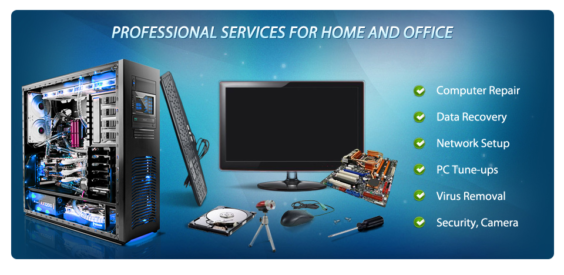 PROFESSIONAL SERVICES FOR HOME AND OFFICE
Computer Repair
Data Recovery
Network Setup
PC Tune-ups
Virus Removal
Security, Camera